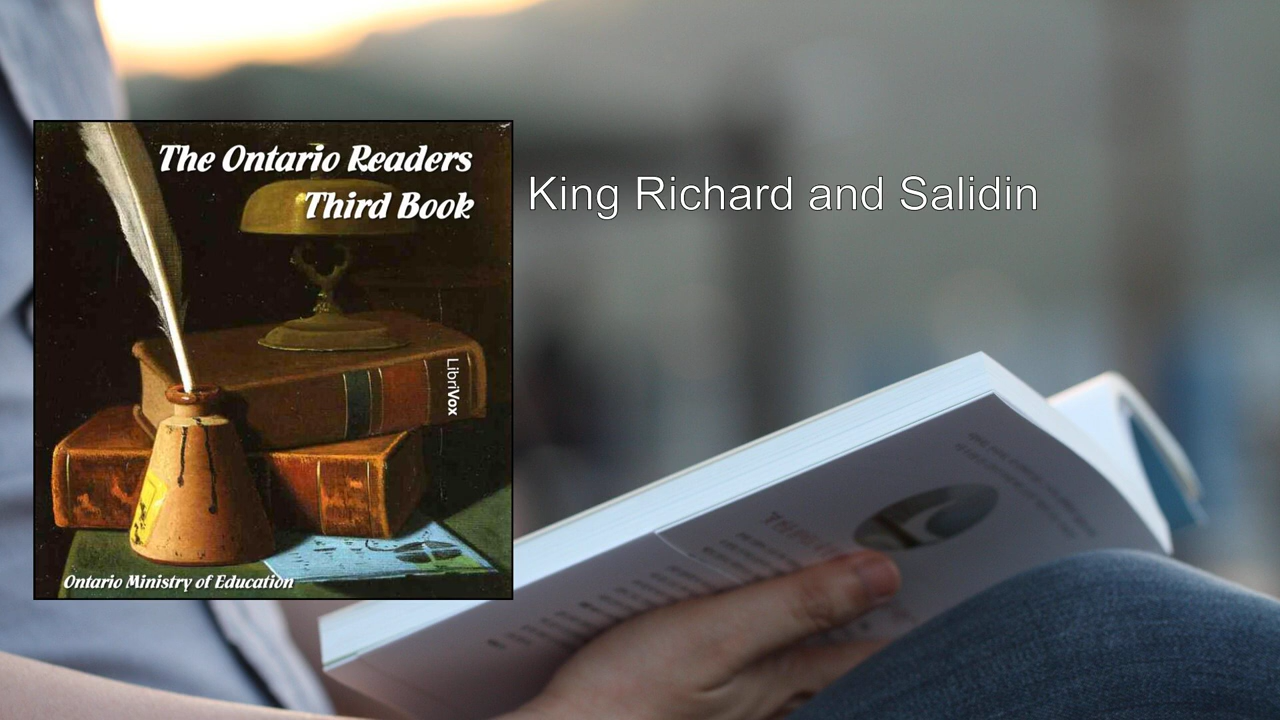 The Ontario Readers
Third Book
King Richard and Salidin
LibriVox
Ontario Ministry of Education